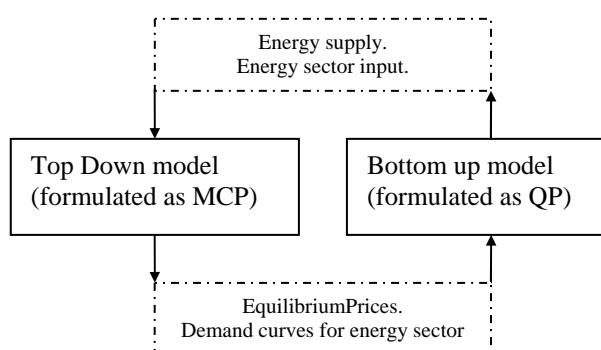 Energy supply.
Energy sector input.
Top Down model
(formulated as MCP)
Bottom up model
(formulated as QP)
EquilibriumPrices.
Demand curves for energy sector